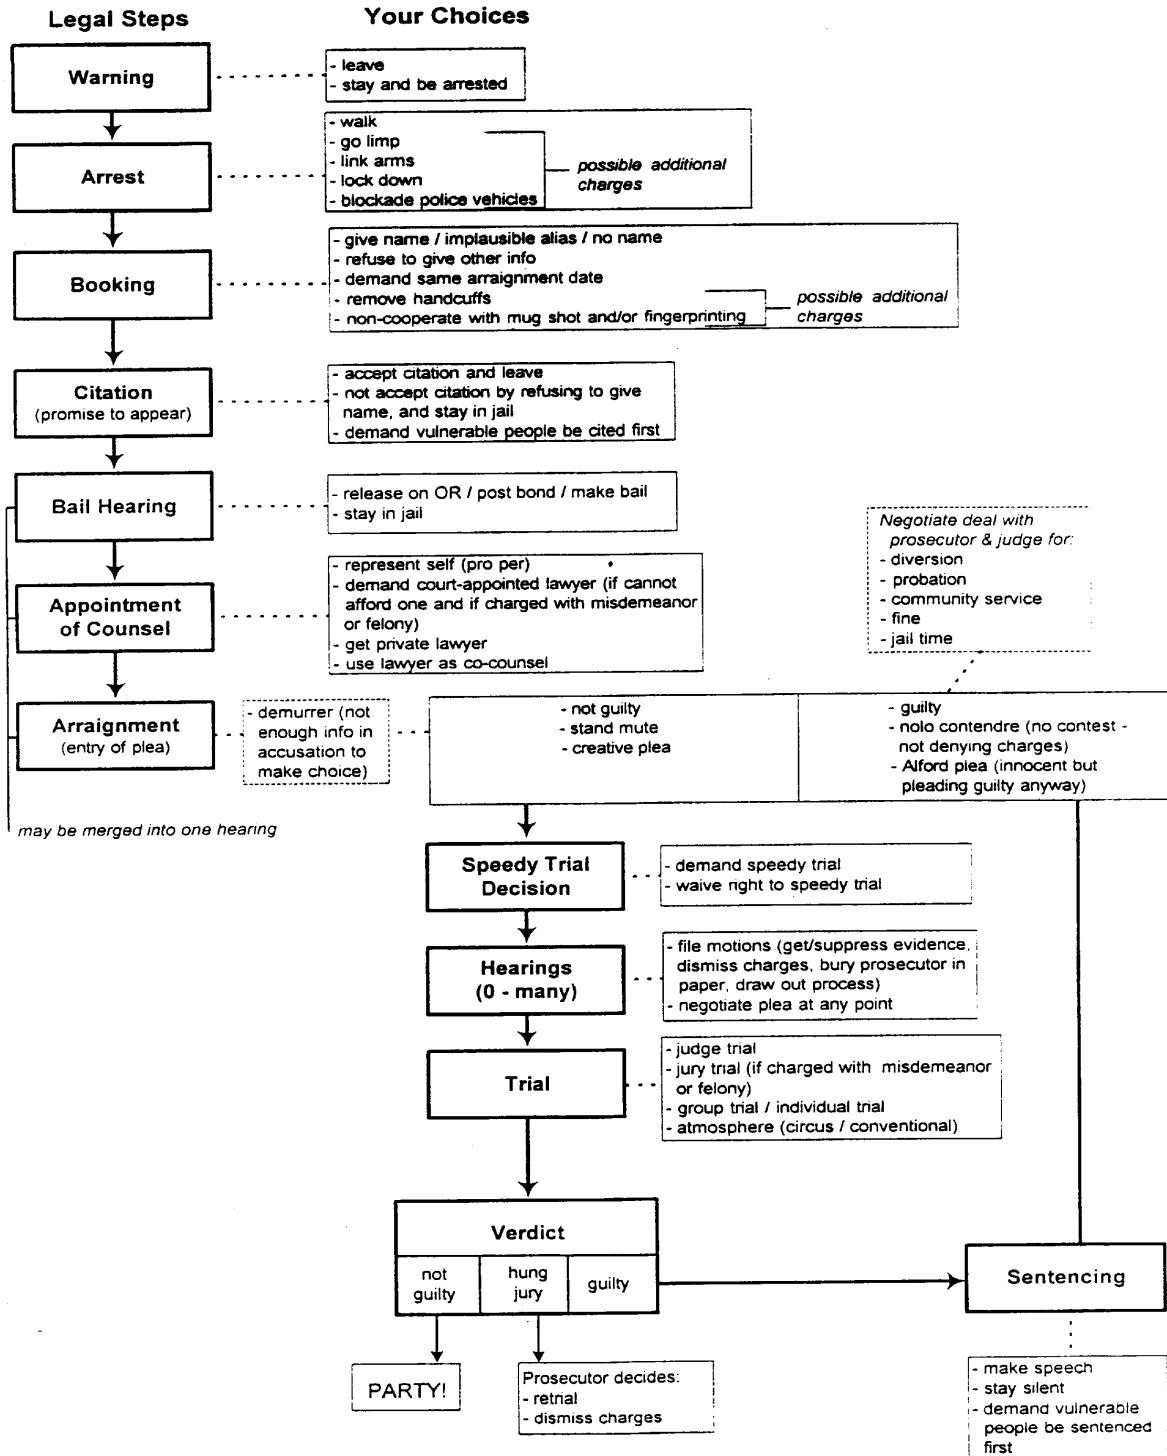 Legal Steps
Your Choices
Warning
- leave
- stay and be arrested
Arrest
- walk
- go limp
- link arms
- lock down
- blockade police vehicles
possible additional
charges
Booking
- give name / implausible alias / no name
- refuse to give other info
- demand same arraignment date
- remove handcuffs
- non-cooperate with mug shot and/or fingerprinting
possible additional
charges
Citation
(promise to appear)
- accept citation and leave
- not accept citation by refusing to give
name, and stay in jail
- demand vulnerable people be cited first
Bail Hearing
- release on OR / post bond / make bail
- stay in jail
Appointment
of Counsel
- represent self (pro per)
- demand court-appointed lawyer (if cannot
afford one and if charged with misdemeanor
or felony)
- get private lawyer
- use lawyer as co-counsel
Negotiate deal with
prosecutor & judge for:
- diversion
- probation
- community service
- fine
- jail time
Arraignment
(entry of plea)
- demurrer (not
enough info in
accusation to
make choice)
- not guilty
- stand mute
- creative plea
- guilty
- nolo contendre (no contest -
not denying charges)
- Alford plea (innocent but
pleading guilty anyway)
may be merged into one hearing
Speedy Trial
Decision
- demand speedy trial
- waive right to speedy trial
Hearings
(0 - many)
- file motions (get/suppress evidence,
dismiss charges, bury prosecutor in
paper, draw out process)
- negotiate plea at any point
Trial
- judge trial
- jury trial (if charged with misdemeanor
or felony)
- group trial / individual trial
- atmosphere (circus / conventional)
Verdict
not
guilty
hung
jury
guilty
Sentencing
PARTY!
Prosecutor decides:
- retrial
- dismiss charges
- make speech
- stay silent
- demand vulnerable
people be sentenced
first